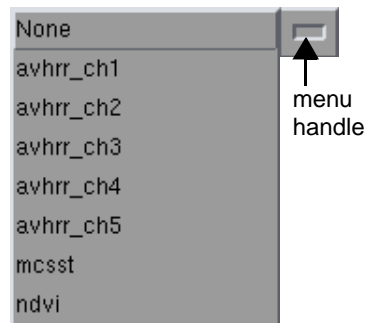 None
avhrr_ch1
avhrr_ch2
avhrr_ch3
avhrr_ch4
avhrr_ch5
mcsst
ndvi
menu
handle